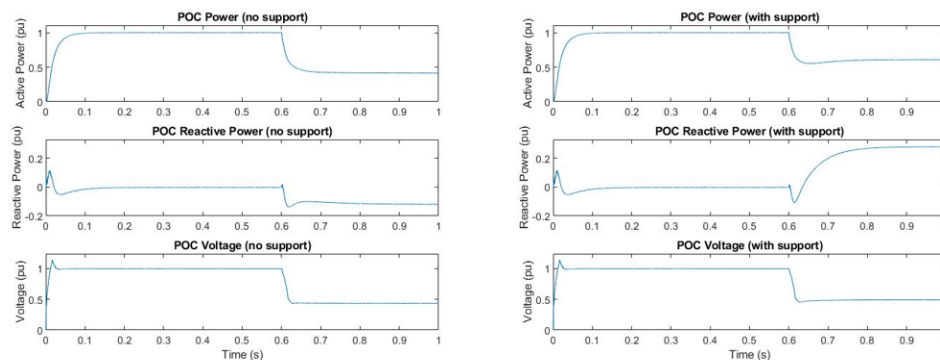 POC Power (no support)
Active Power (pu)
1
0.5
0
0 0.1 0.2 0.3 0.4 0.5 0.6 0.7 0.8 0.9 1
POC Reactive Power (no support)
Reactive Power (pu)
0.2
0
-0.2
0 0.1 0.2 0.3 0.4 0.5 0.6 0.7 0.8 0.9 1
POC Voltage (no support)
Voltage (pu)
1
0.5
0
0 0.1 0.2 0.3 0.4 0.5 0.6 0.7 0.8 0.9 1
Time (s)
POC Power (with support)
Active Power (pu)
1
0.5
0
0 0.1 0.2 0.3 0.4 0.5 0.6 0.7 0.8 0.9
POC Reactive Power (with support)
Reactive Power (pu)
0.2
0
-0.2
0 0.1 0.2 0.3 0.4 0.5 0.6 0.7 0.8 0.9
POC Voltage (with support)
Voltage (pu)
1
0.5
0
0 0.1 0.2 0.3 0.4 0.5 0.6 0.7 0.8 0.9
Time (s)